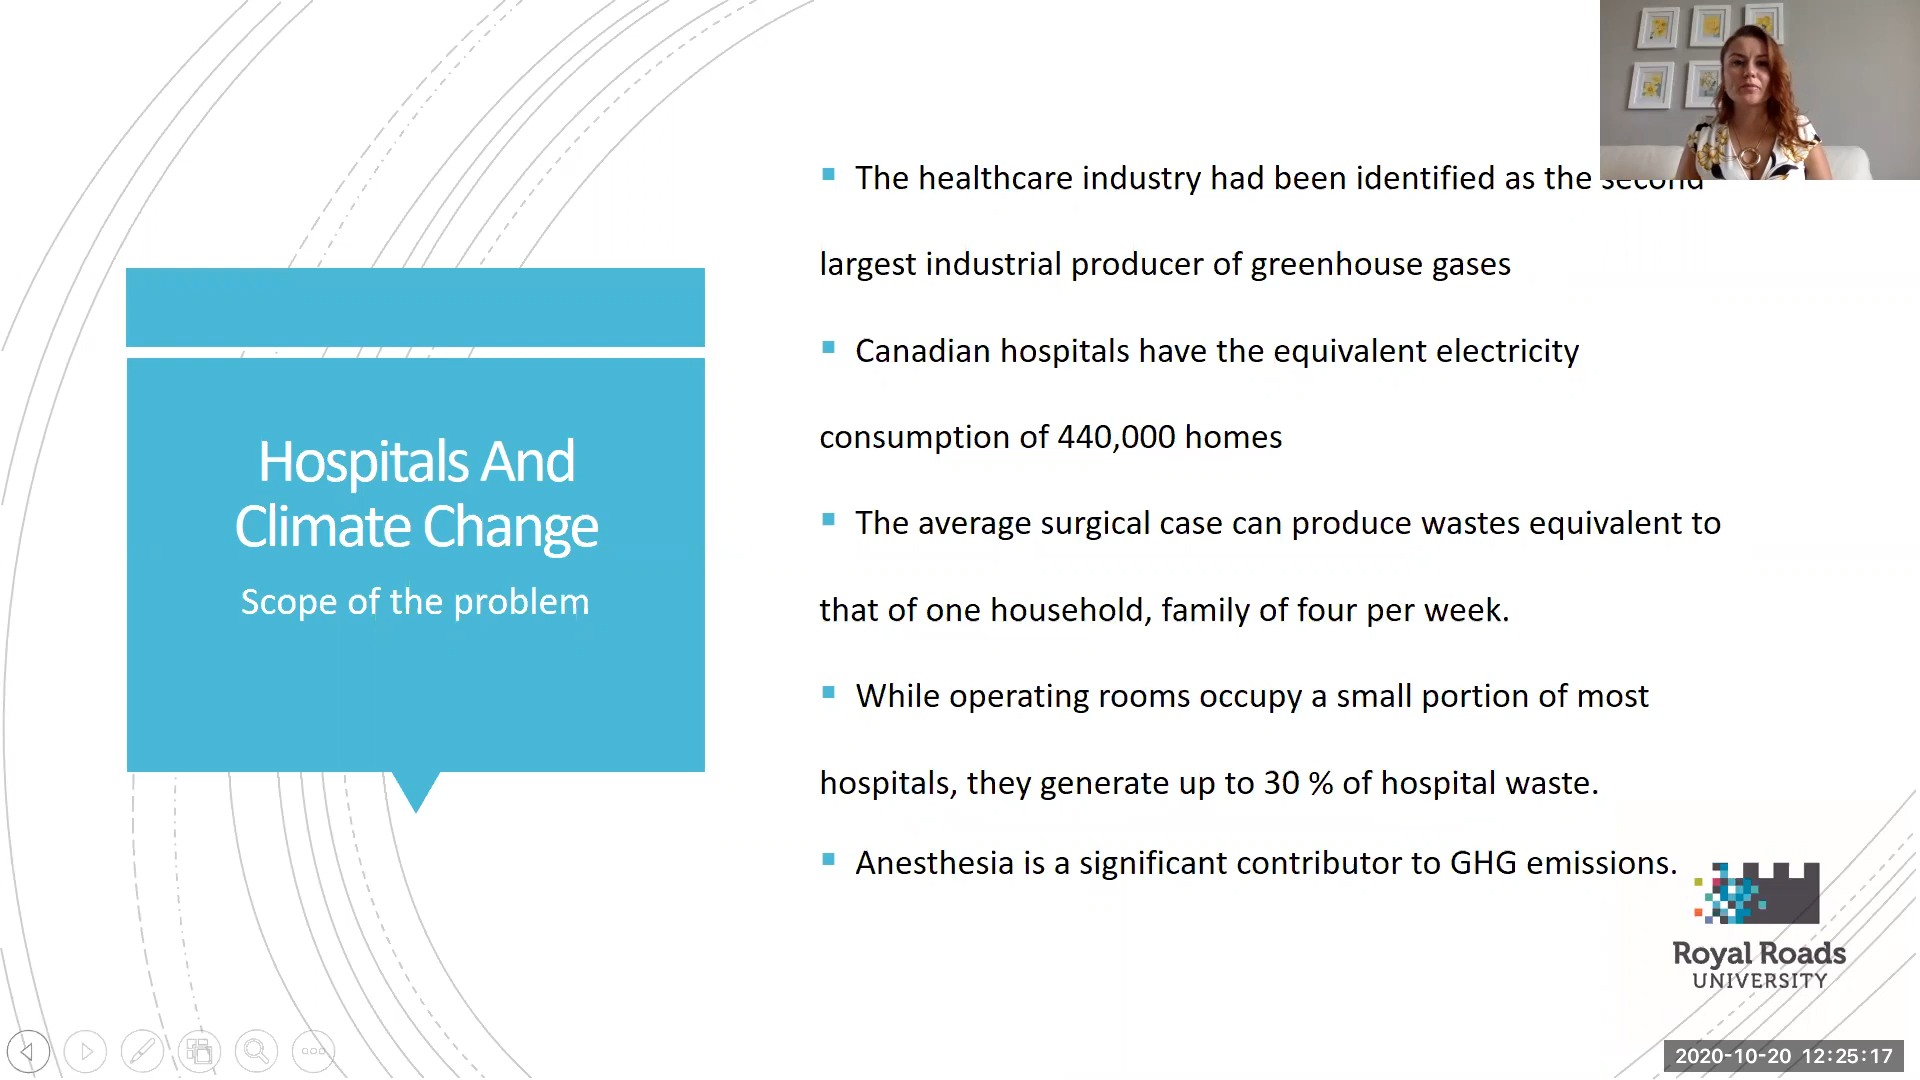 Hospitals And
Climate Change
Scope of the problem
The healthcare industry had been identified as the second
largest industrial producer of greenhouse gases
Canadian hospitals have the equivalent electricity
consumption of 440,000 homes
The average surgical case can produce wastes equivalent to
that of one household, family of four per week.
While operating rooms occupy a small portion of most
hospitals, they generate up to 30 % of hospital waste.
Anesthesia is a significant contributor to GHG emissions.
Royal Roads
UNIVERSITY
2020-10-20 12:25:17